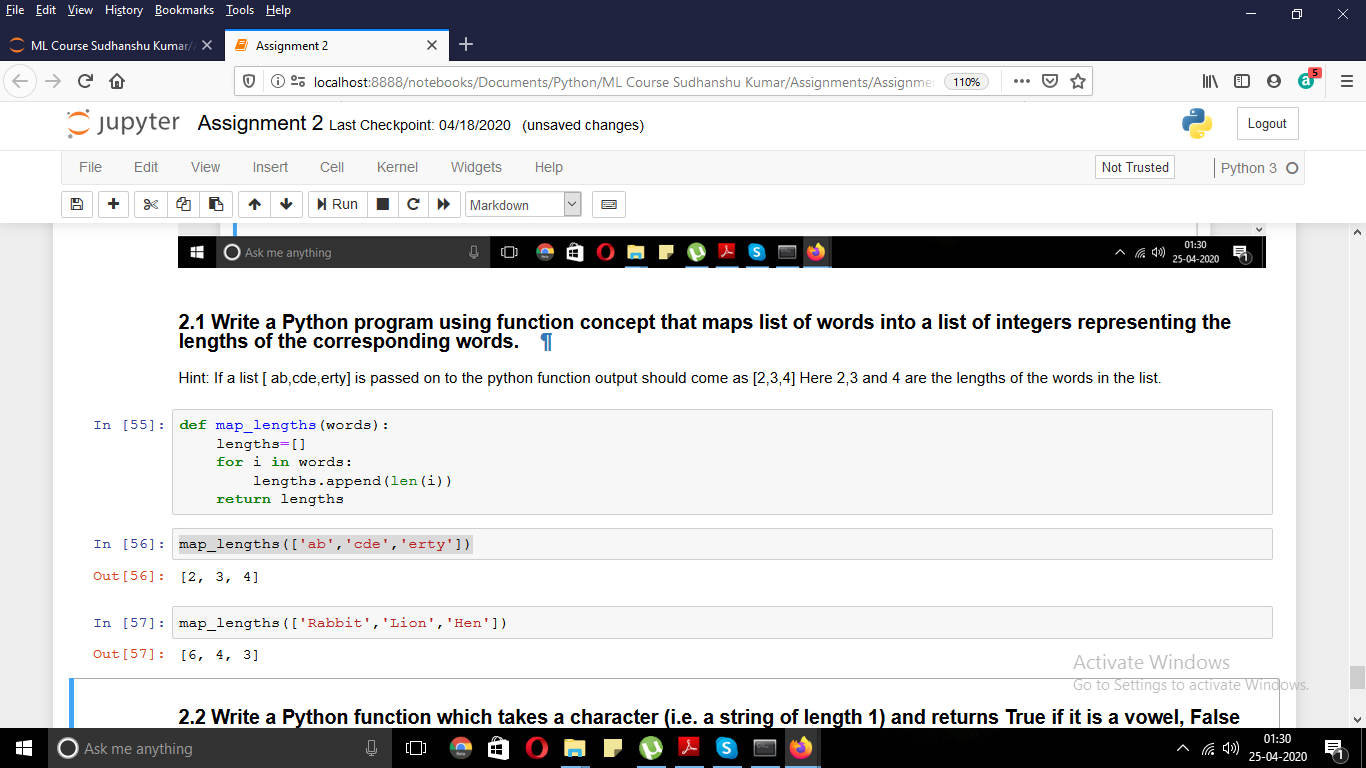 File Edit View History Bookmarks Tools Help
ML Course Sudhanshu Kumar/
Assignment 2
localhost:8888/notebooks/Documents/Python/ML Course Sudhanshu Kumar/Assignments/Assignme
110%
5
jupyter Assignment 2 Last Checkpoint: 04/18/2020 (unsaved changes)
Logout
File Edit View Insert Cell Kernel Widgets Help
Not Trusted
Python 3
Run
Markdown
Ask me anything
01:30
25-04-2020
1
2.1 Write a Python program using function concept that maps list of words into a list of integers representing the
lengths of the corresponding words. ¶
Hint: If a list [ ab,cde,erty] is passed on to the python function output should come as [2,3,4] Here 2,3 and 4 are the lengths of the words in the list.
In [55]: def map_lengths(words):
    lengths=[]
    for i in words:
        lengths.append(len(i))
    return lengths
In [56]: map_lengths(['ab','cde','erty'])
Out[56]: [2, 3, 4]
In [57]: map_lengths(['Rabbit','Lion','Hen'])
Out[57]: [6, 4, 3]
Activate Windows
Go to Settings to activate Windows.
2.2 Write a Python function which takes a character (i.e. a string of length 1) and returns True if it is a vowel, False
Ask me anything
01:30
25-04-2020
1